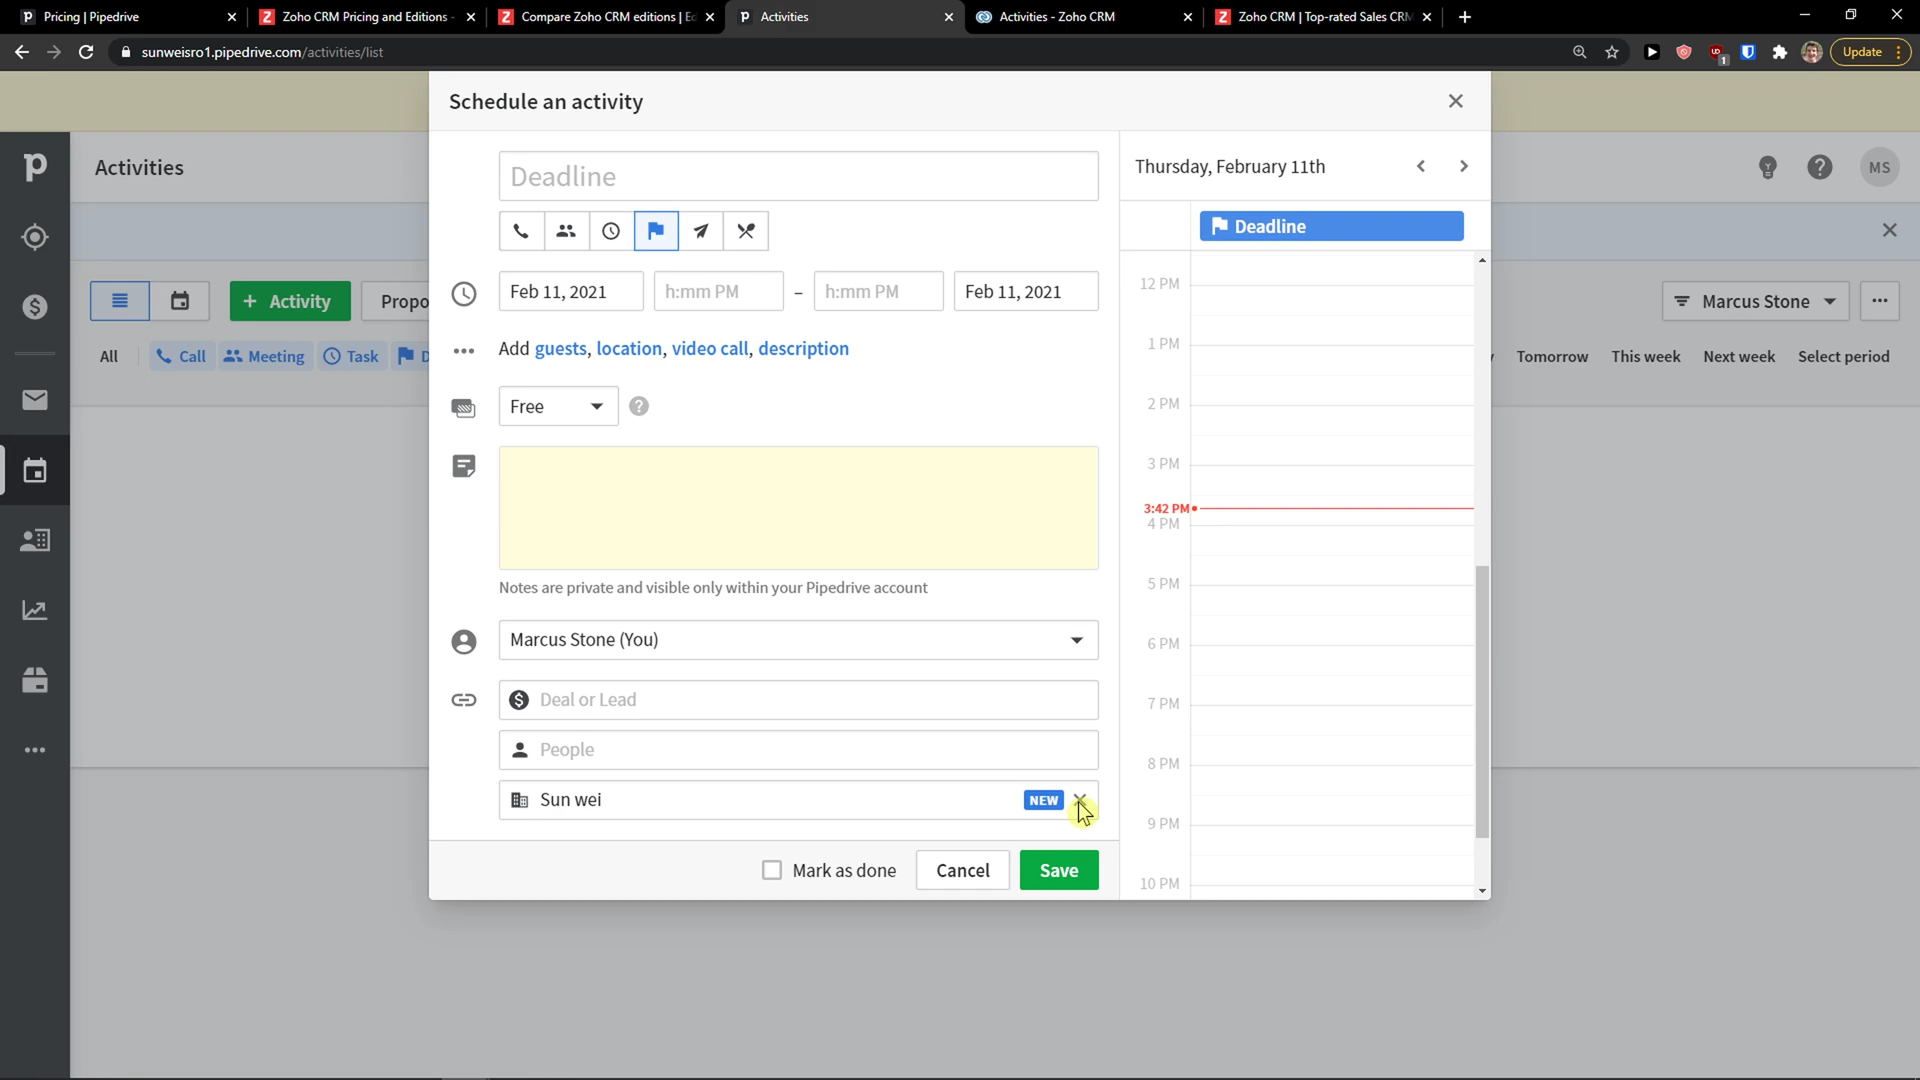 Pricing | Pipedrive
Zoho CRM Pricing and Editions -
Compare Zoho CRM editions | Ec
Activities
Activities - Zoho CRM
Zoho CRM | Top-rated Sales CRM
sunweisro1.pipedrive.com/activities/list
1
Update
Schedule an activity
Activities
Deadline
Thursday, February 11th
MS
Deadline
Feb 11, 2021 h:mm PM – h:mm PM Feb 11, 2021
+ Activity
Propo
Marcus Stone
Add guests, location, video call, description
All
Call
Meeting
Task
D
y
Tomorrow
This week
Next week
Select period
Free
?
Notes are private and visible only within your Pipedrive account
Marcus Stone (You)
Deal or Lead
People
Sun wei
NEW
Mark as done
Cancel
Save
12 PM
1 PM
2 PM
3 PM
3:42 PM
4 PM
5 PM
6 PM
7 PM
8 PM
9 PM
10 PM